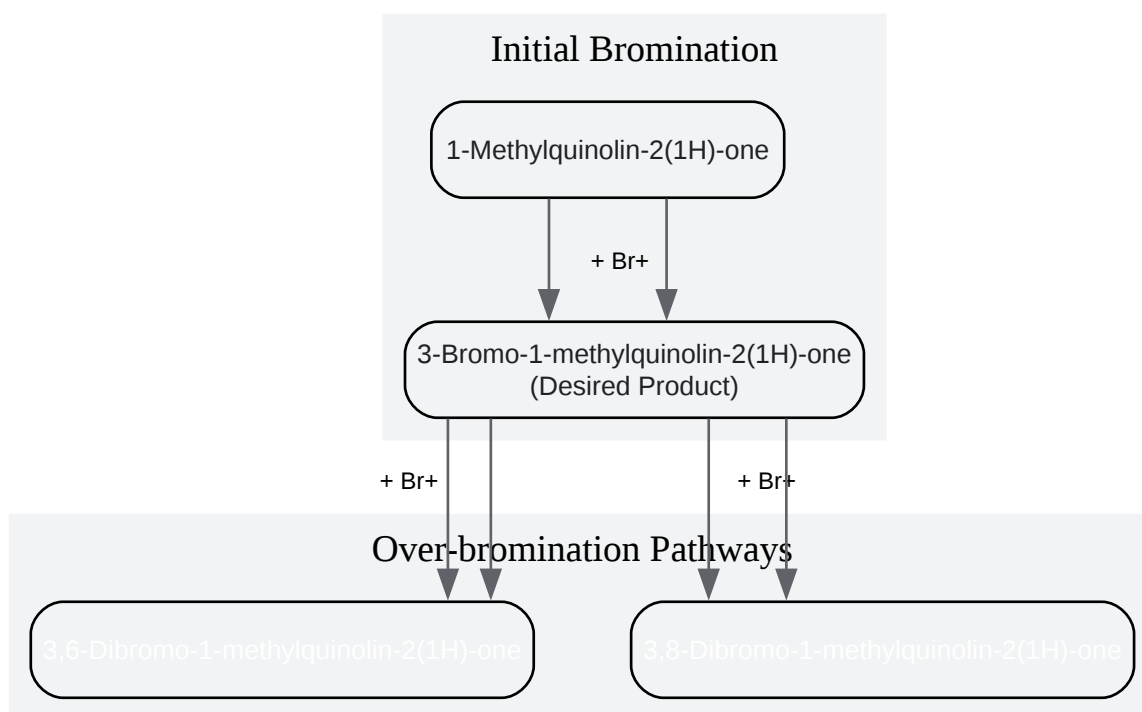 Initial Bromination
1-Methylquinolin-2(1H)-one
+ Br+
3-Bromo-1-methylquinolin-2(1H)-one
(Desired Product)
+ Br+
+ Br+
Over-bromination Pathways
3,6-Dibromo-1-methylquinolin-2(1H)-one
3,8-Dibromo-1-methylquinolin-2(1H)-one